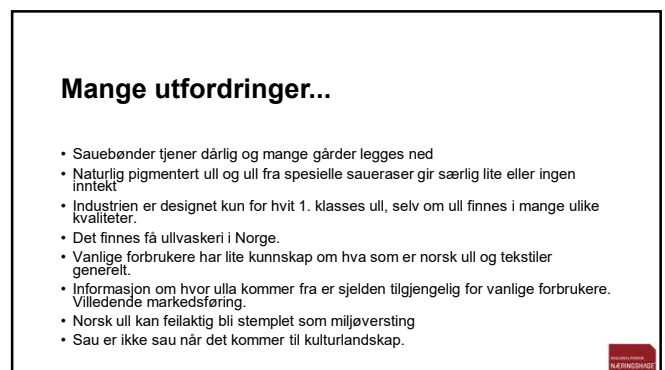 Mange utfordringer...
• Sauebønder tjener dårlig og mange gårder legges ned
• Naturlig pigmentert ull og ull fra spesielle saueraser gir særlig lite eller ingen
inntekt
• Industrien er designet kun for hvit 1. klasses ull, selv om ull finnes i mange ulike
kvaliteter.
• Det finnes få ullvaskeri i Norge.
• Vanlige forbrukere har lite kunnskap om hva som er norsk ull og tekstiler
generelt.
• Informasjon om hvor ulla kommer fra er sjelden tilgjengelig for vanlige forbrukere.
Villedende markedsføring.
• Norsk ull kan feilaktig bli stemplet som miljøversting
• Sau er ikke sau når det kommer til kulturlandskap.
NÆRINGSHAGE